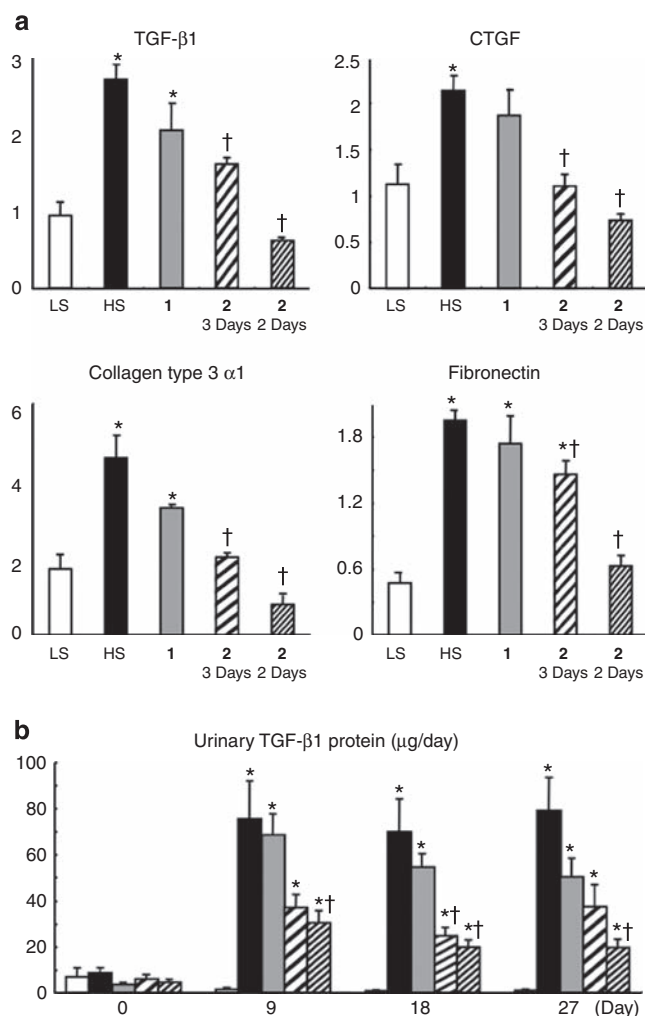 a
TGF-β1
CTGF
3
2
1
0
* * † †
LS HS 1 2 2
3 Days 2 Days
2.5
2
1.5
1
0.5
0
* † †
LS HS 1 2 2
3 Days 2 Days
Collagen type 3 α1
Fibronectin
6
4
2
0
* * † †
LS HS 1 2 2
3 Days 2 Days
1.8
1.2
0.6
0
* * *† †
LS HS 1 2 2
3 Days 2 Days
b
Urinary TGF-β1 protein (μg/day)
100
80
60
40
20
0
* * * *†
* * *† *†
* * * *†
0 9 18 27 (Day)